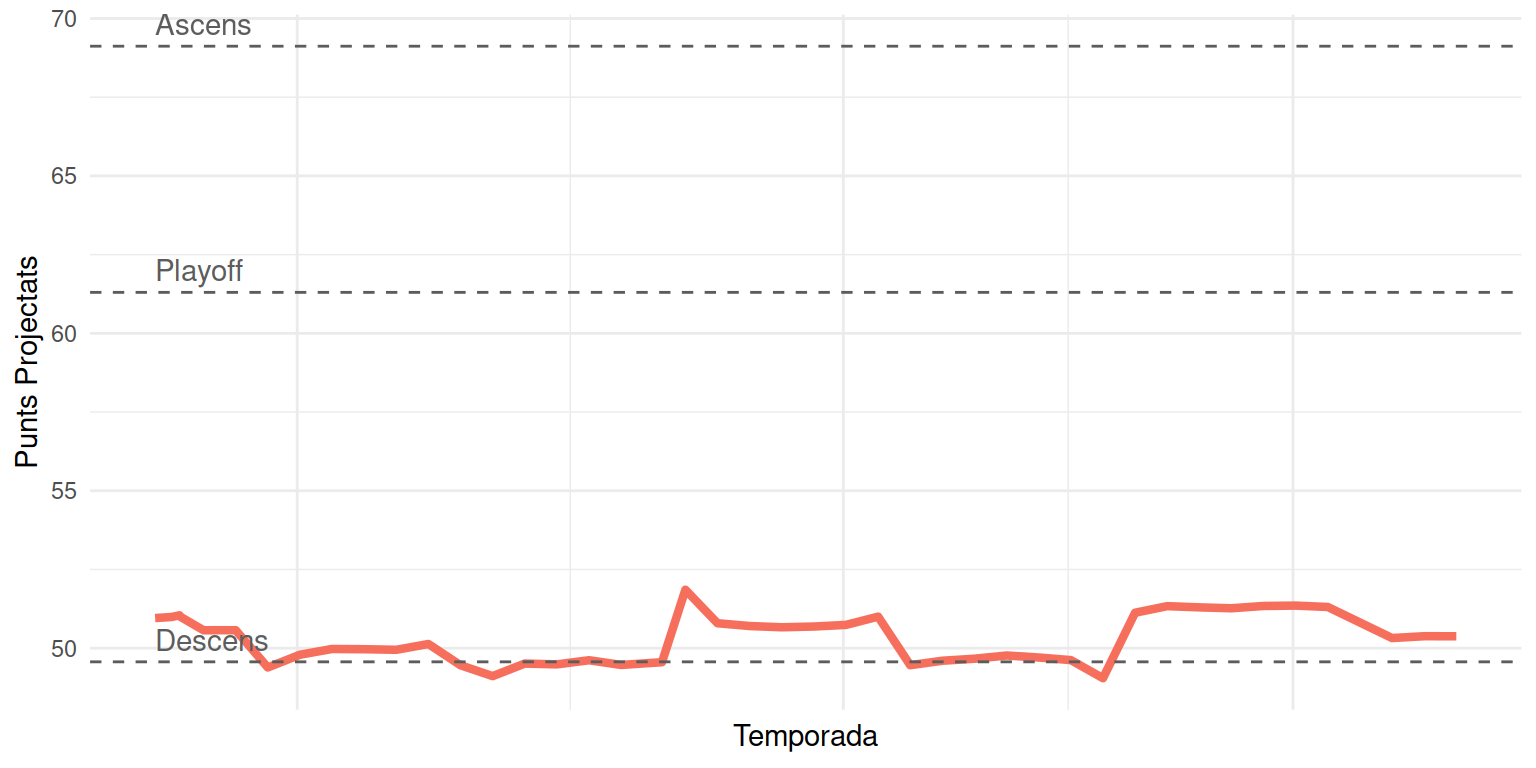 70
Ascens
65
Playoff
60
Punts Projectats
55
Descens
50
Temporada